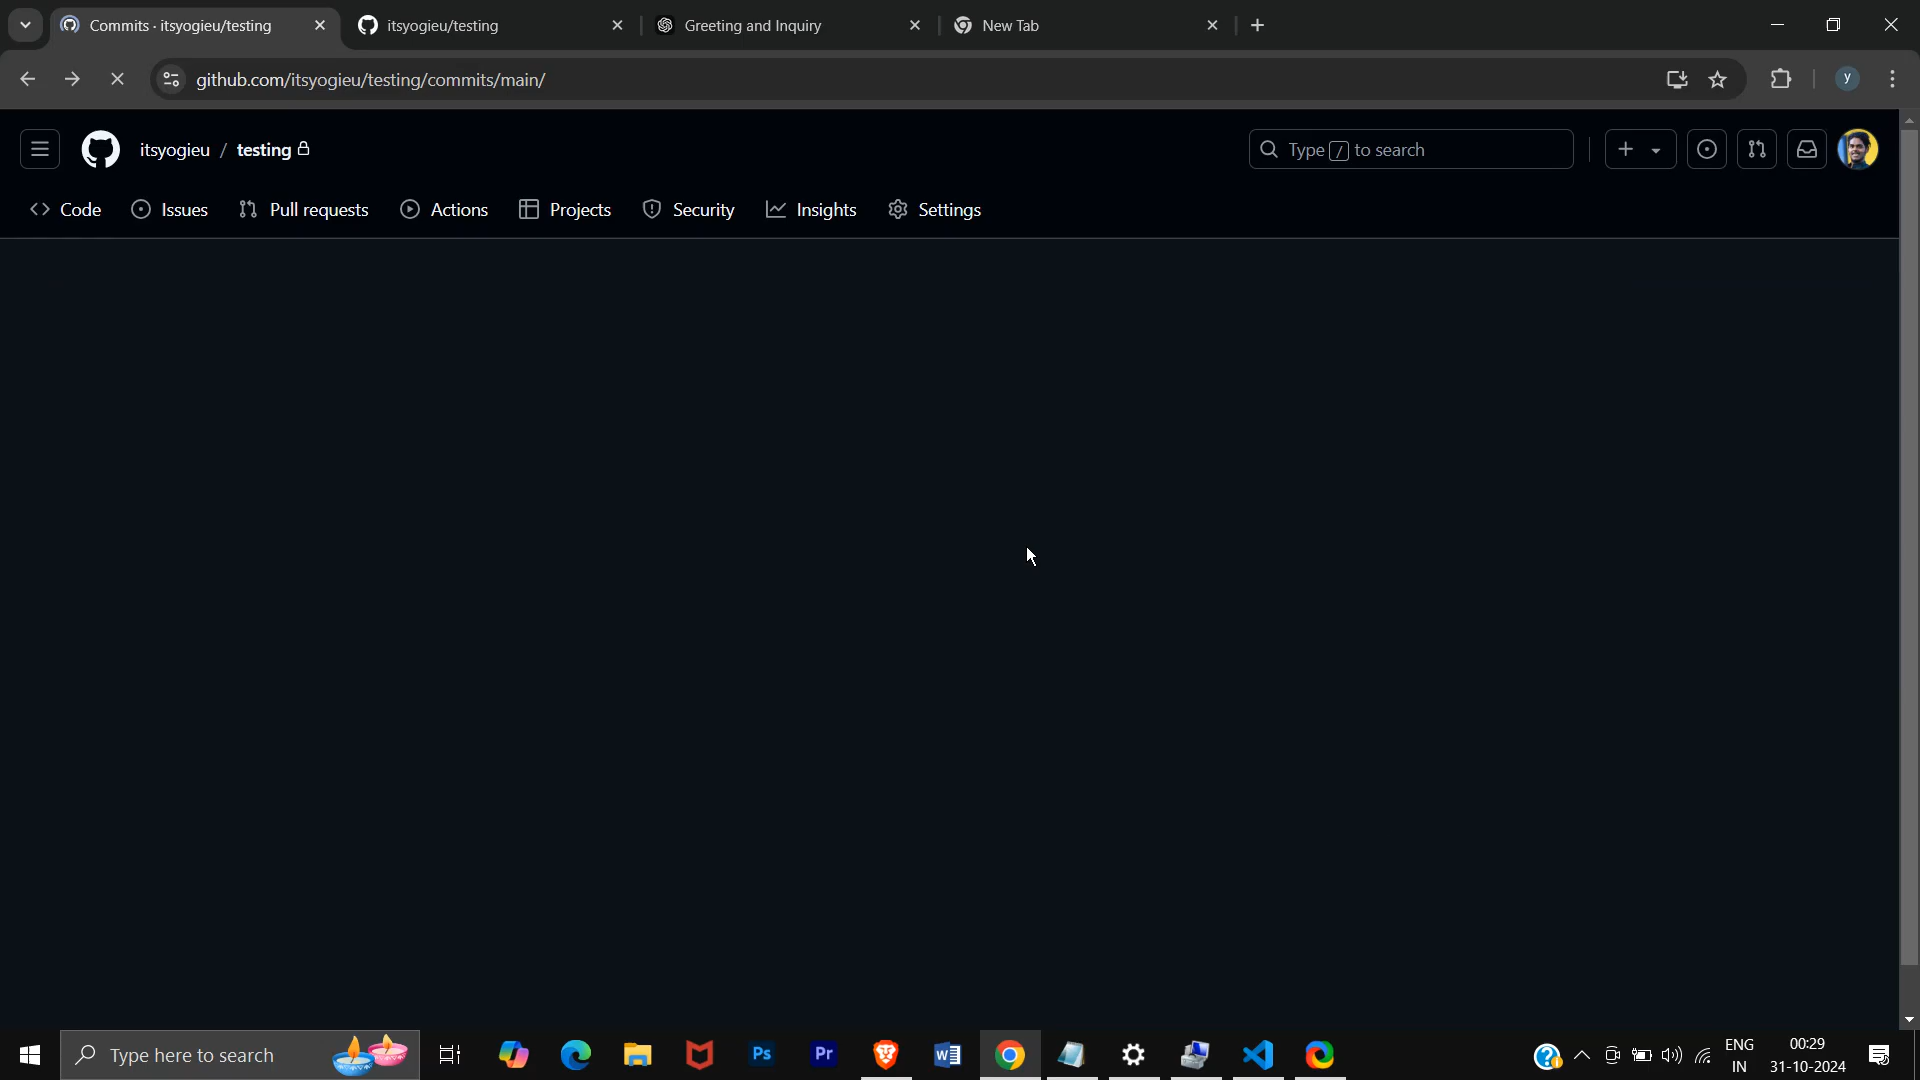 Commits · itsyogieu/testing
itsyogieu/testing
Greeting and Inquiry
New Tab
github.com/itsyogieu/testing/commits/main/
y
itsyogieu / testing
Type / to search
Code
Issues
Pull requests
Actions
Projects
Security
Insights
Settings
Type here to search
Ps
Pr
W
ENG
IN
00:29
31-10-2024